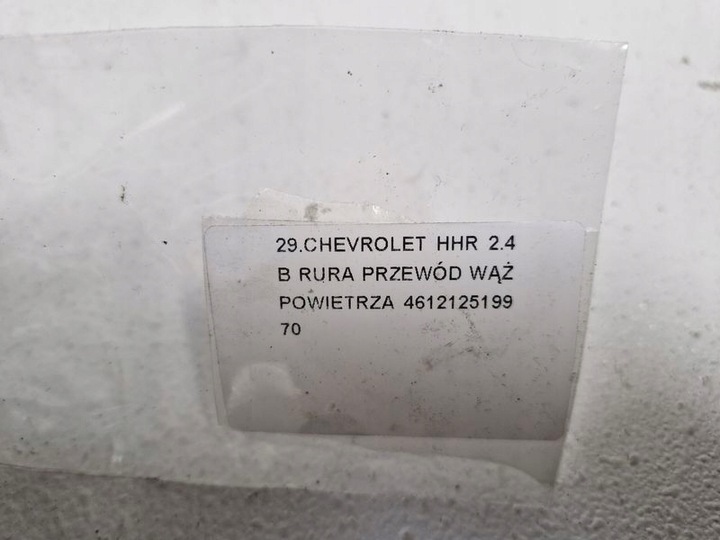 29.CHEVROLET HHR 2.4
B RURA PRZEWÓD WĄŻ
POWIETRZA 4612125199
70